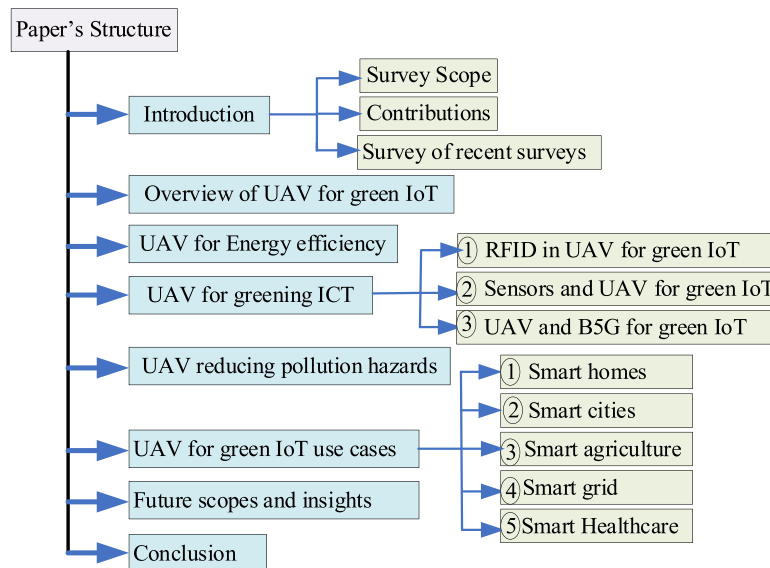 Paper's Structure
Introduction
Survey Scope
Contributions
Survey of recent surveys
Overview of UAV for green IoT
UAV for Energy efficiency
UAV for greening ICT
1 RFID in UAV for green IoT
2 Sensors and UAV for green IoT
3 UAV and B5G for green IoT
UAV reducing pollution hazards
UAV for green IoT use cases
1 Smart homes
2 Smart cities
3 Smart agriculture
4 Smart grid
5 Smart Healthcare
Future scopes and insights
Conclusion